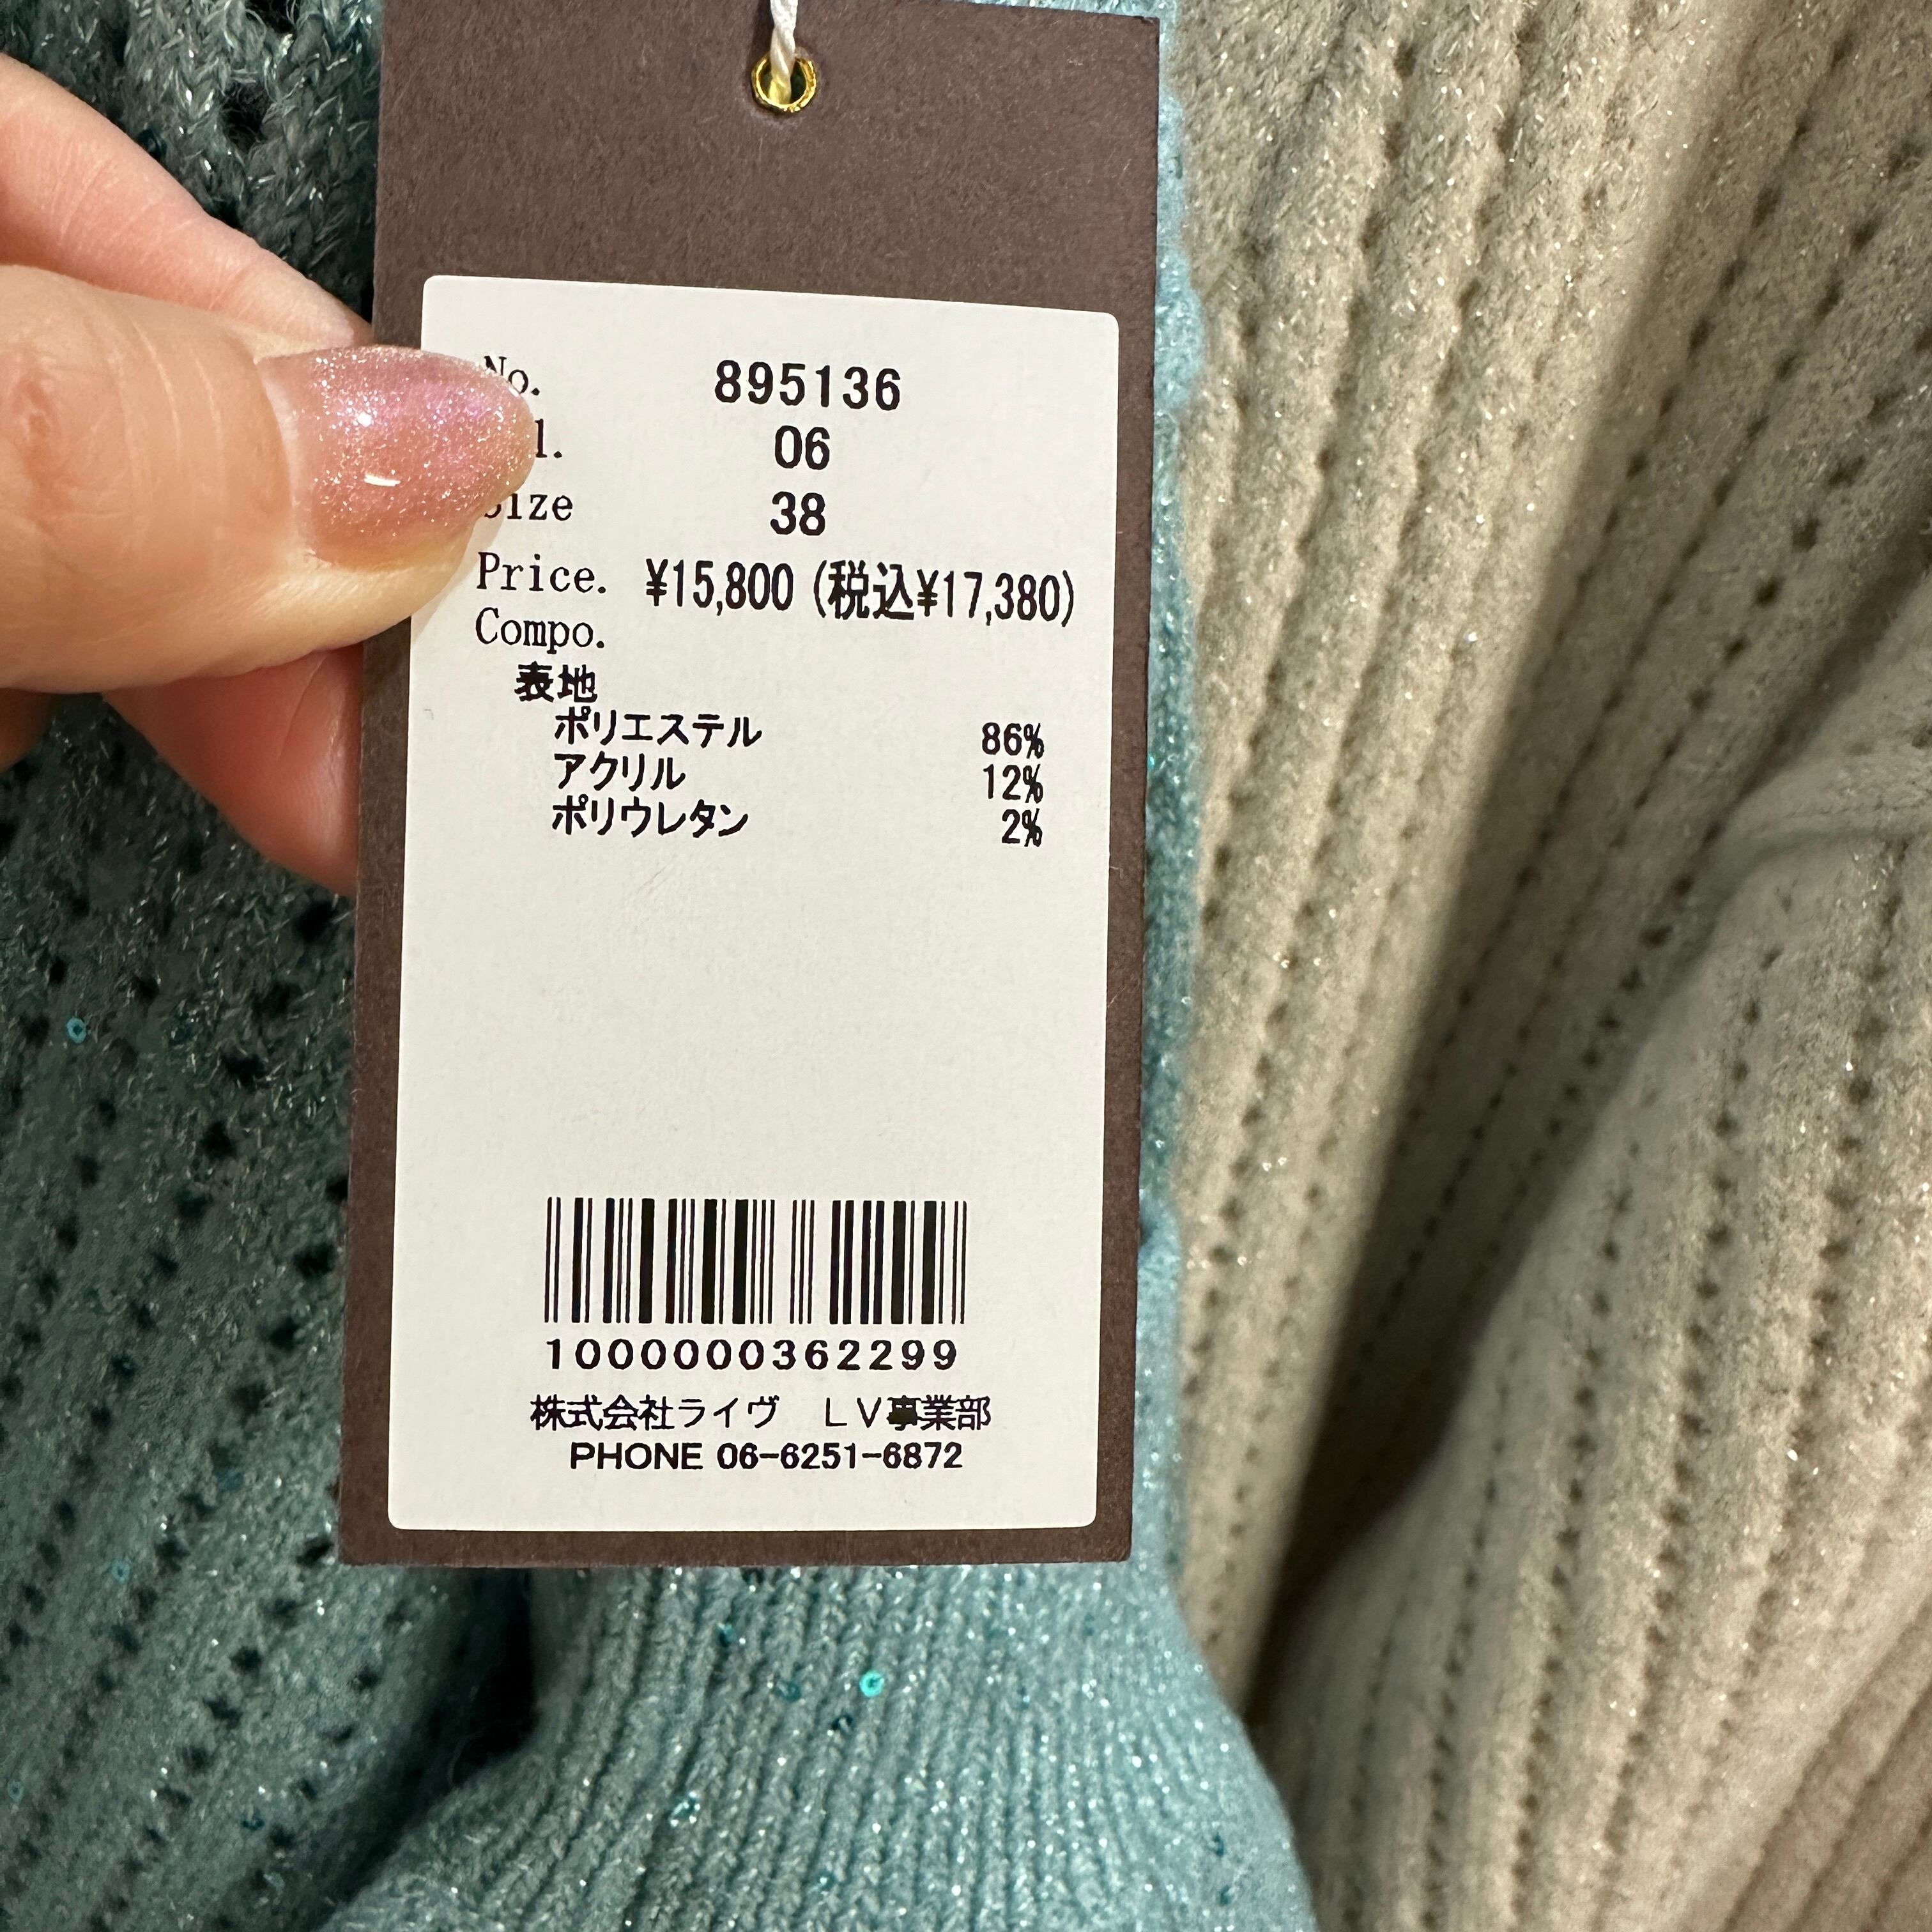 No. 895136
06
Size 38
Price. ¥15,800 (税込¥17,380)
Compo.
表地
ポリエステル 86%
アクリル 12%
ポリウレタン 2%
1000000362299
株式会社ライヴ LV事業部
PHONE 06-6251-6872